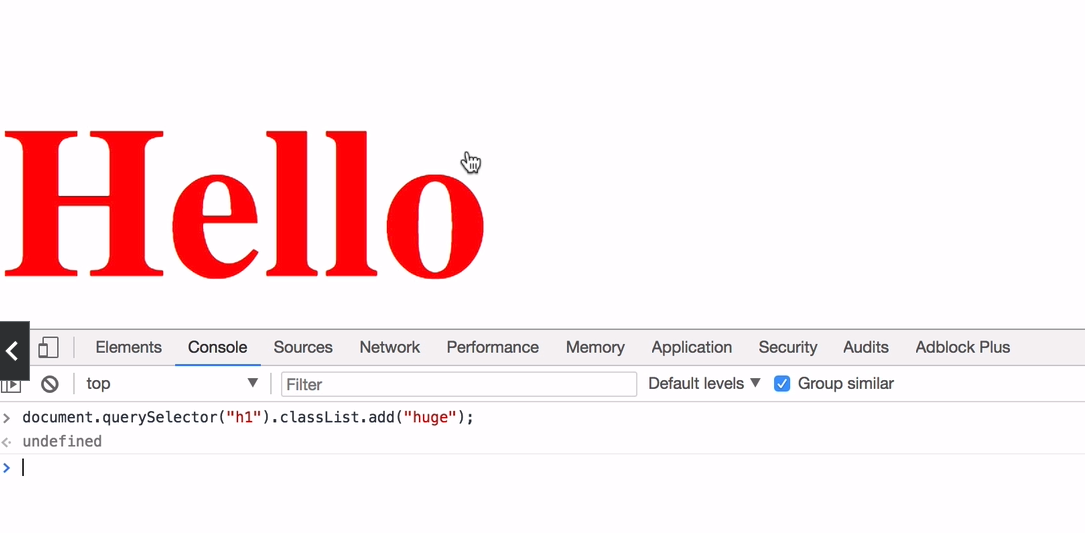 Hello
Elements Console Sources Network Performance Memory Application Security Audits Adblock Plus
top Filter Default levels Group similar
document.querySelector("h1").classList.add("huge");
undefined